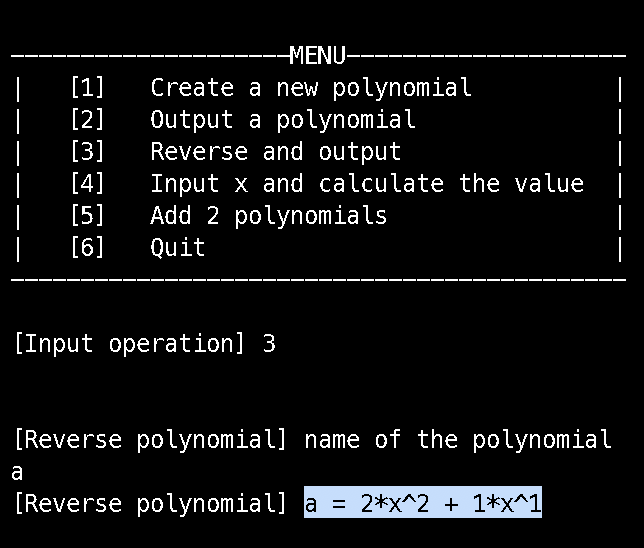 ————————————————————MENU————————————————————
|   [1]   Create a new polynomial          |
|   [2]   Output a polynomial              |
|   [3]   Reverse and output               |
|   [4]   Input x and calculate the value  |
|   [5]   Add 2 polynomials                |
|   [6]   Quit                             |
————————————————————————————————————————————
[Input operation] 3
[Reverse polynomial] name of the polynomial
a
[Reverse polynomial] a = 2*x^2 + 1*x^1